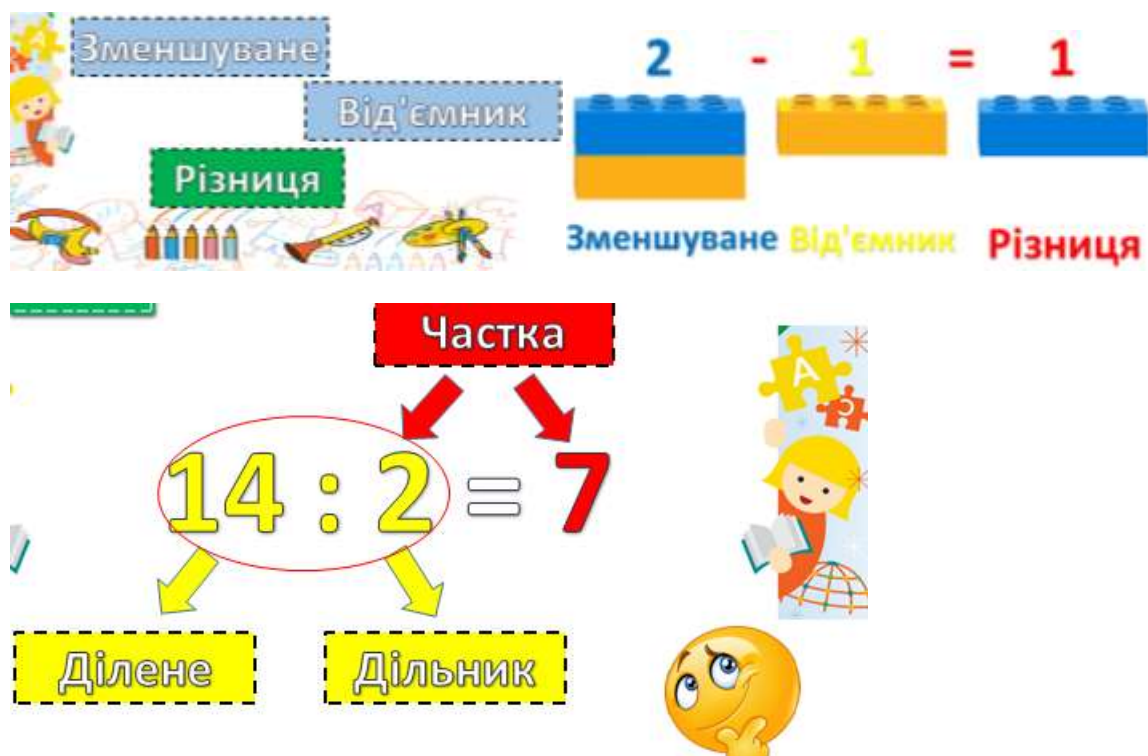 Зменшуване
Від'ємник
Різниця
2 - 1 = 1
Зменшуване Від'ємник Різниця
Частка
14 : 2 = 7
Ділене Дільник
А